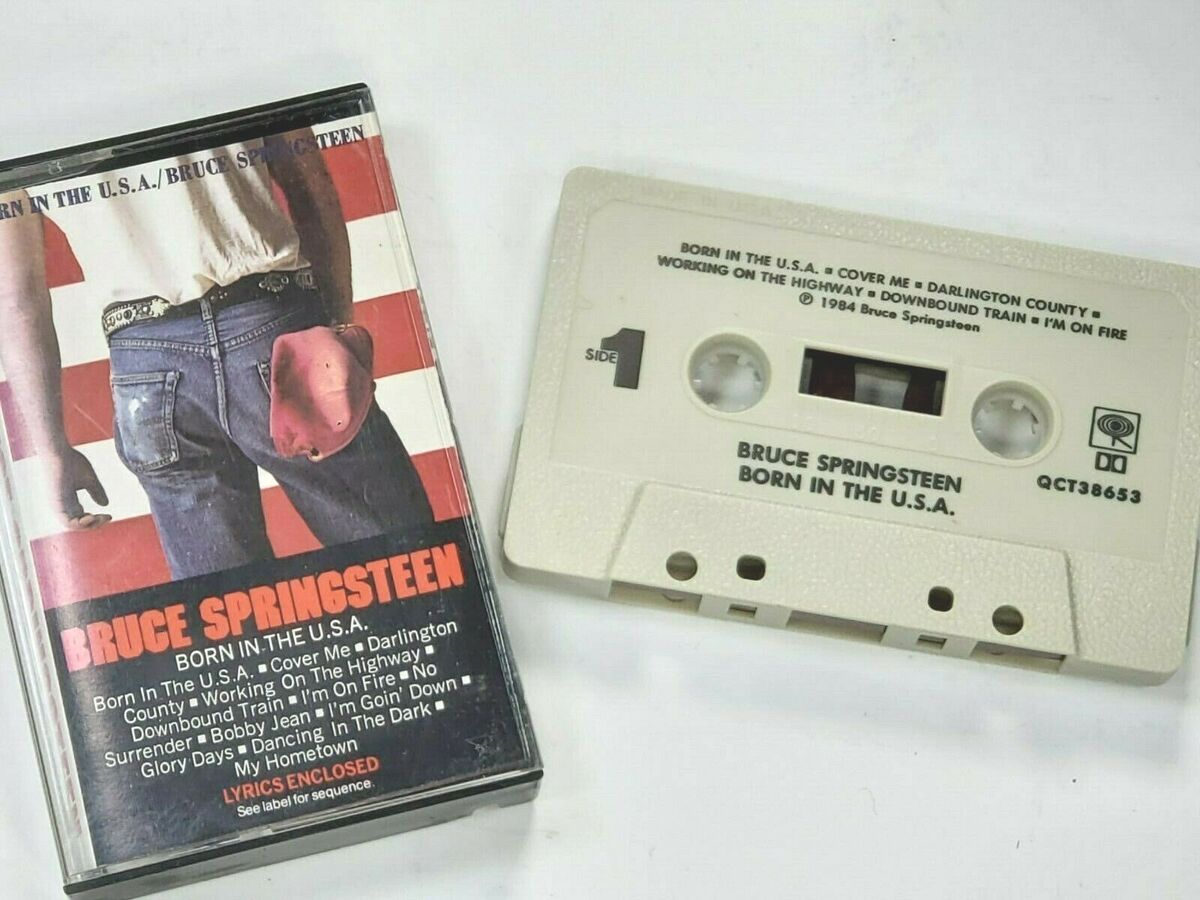 RN IN THE U.S.A./BRUCE SPRINGSTEEN
BRUCE SPRINGSTEEN
BORN IN THE U.S.A.
Born In The U.S.A. ▪ Cover Me ▪ Darlington
County ▪ Working On The Highway ▪
Downbound Train ▪ I'm On Fire ▪ No
Surrender ▪ Bobby Jean ▪ I'm Goin' Down ▪
Glory Days ▪ Dancing In The Dark ▪
My Hometown
LYRICS ENCLOSED
See label for sequence.
BORN IN THE U.S.A. ▪ COVER ME ▪ DARLINGTON COUNTY ▪
WORKING ON THE HIGHWAY ▪ DOWNBOUND TRAIN ▪ I'M ON FIRE
℗ 1984 Bruce Springsteen
SIDE 1
BRUCE SPRINGSTEEN
BORN IN THE U.S.A.
QCT38653